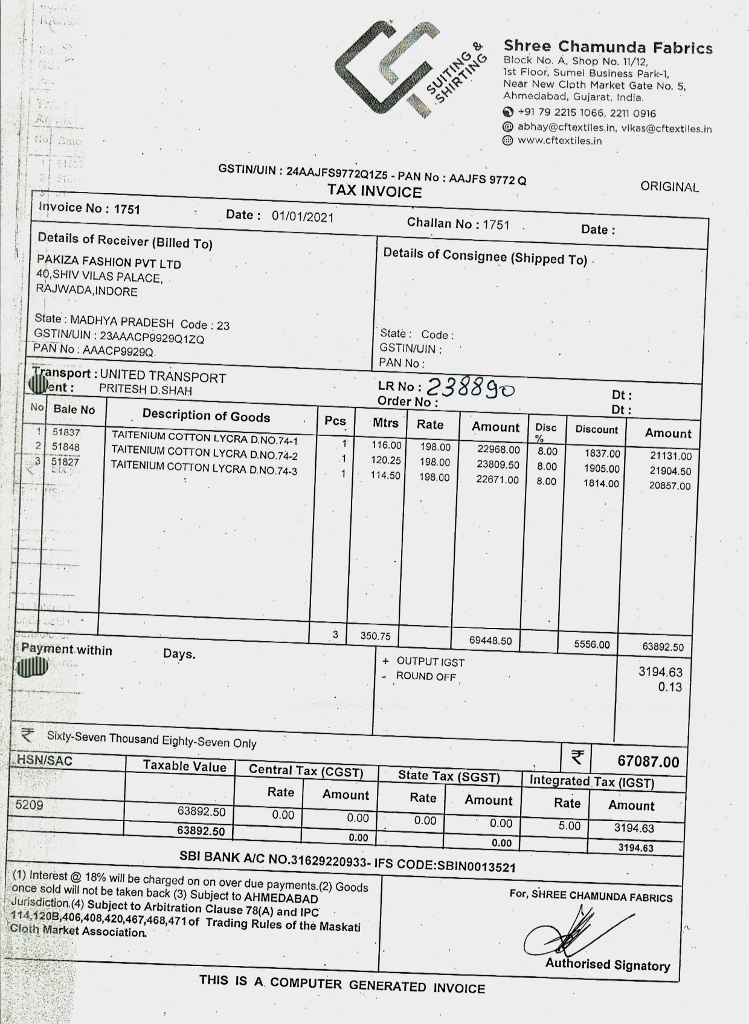 SUITING &
SHIRTING
Shree Chamunda Fabrics
Block No. A, Shop No. 11/12,
1st Floor, Sumel Business Park-1,
Near New Cloth Market Gate No. 5,
Ahmedabad, Gujarat, India.
+91 79 2215 1066, 2211 0916
abhay@cftextiles.in, vikas@cftextiles.in
www.cftextiles.in
GSTIN/UIN : 24AAJFS9772Q1Z5 - PAN No : AAJFS 9772 Q
TAX INVOICE
ORIGINAL
Invoice No : 1751 Date : 01/01/2021 Challan No : 1751 Date :
Details of Receiver (Billed To) Details of Consignee (Shipped To)
PAKIZA FASHION PVT LTD
40,SHIV VILAS PALACE,
RAJWADA,INDORE
State : MADHYA PRADESH Code : 23 State : Code :
GSTIN/UIN : 23AAACP9929Q1ZQ GSTIN/UIN :
PAN No : AAACP9929Q PAN No :
Transport : UNITED TRANSPORT LR No : 238890 Dt :
ent : PRITESH D.SHAH Order No : Dt :
No Bale No Description of Goods Pcs Mtrs Rate Amount Disc % Discount Amount
1 51837 TAITENIUM COTTON LYCRA D.NO.74-1 1 116.00 198.00 22968.00 8.00 1837.00 21131.00
2 51848 TAITENIUM COTTON LYCRA D.NO.74-2 1 120.25 198.00 23809.50 8.00 1905.00 21904.50
3 51827 TAITENIUM COTTON LYCRA D.NO.74-3 1 114.50 198.00 22671.00 8.00 1814.00 20857.00
3 350.75 69448.50 5556.00 63892.50
Payment within Days. + OUTPUT IGST 3194.63
- ROUND OFF 0.13
₹ Sixty-Seven Thousand Eighty-Seven Only ₹ 67087.00
HSN/SAC Taxable Value Central Tax (CGST) State Tax (SGST) Integrated Tax (IGST)
Rate Amount Rate Amount Rate Amount
5209 63892.50 0.00 0.00 0.00 0.00 5.00 3194.63
63892.50 0.00 0.00 3194.63
SBI BANK A/C NO.31629220933- IFS CODE:SBIN0013521
(1) Interest @ 18% will be charged on on over due payments.(2) Goods
once sold will not be taken back (3) Subject to AHMEDABAD
Jurisdiction.(4) Subject to Arbitration Clause 78(A) and IPC
114,120B,406,408,420,467,468,471 of Trading Rules of the Maskati
Cloth Market Association.
For, SHREE CHAMUNDA FABRICS
Authorised Signatory
THIS IS A COMPUTER GENERATED INVOICE